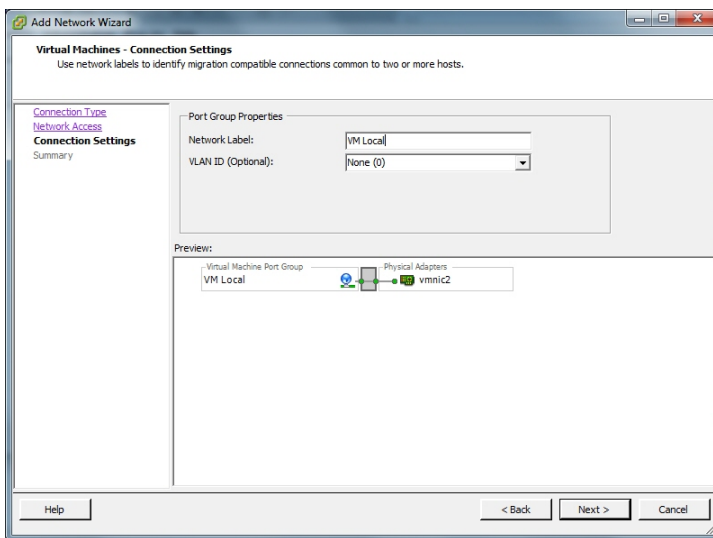 Add Network Wizard
Virtual Machines - Connection Settings
Use network labels to identify migration compatible connections common to two or more hosts.
Connection Type
Network Access
Connection Settings
Summary
Port Group Properties
Network Label:
VM Local
VLAN ID (Optional):
None (0)
Preview:
Virtual Machine Port Group
Physical Adapters
VM Local
vmnic2
Help
< Back
Next >
Cancel